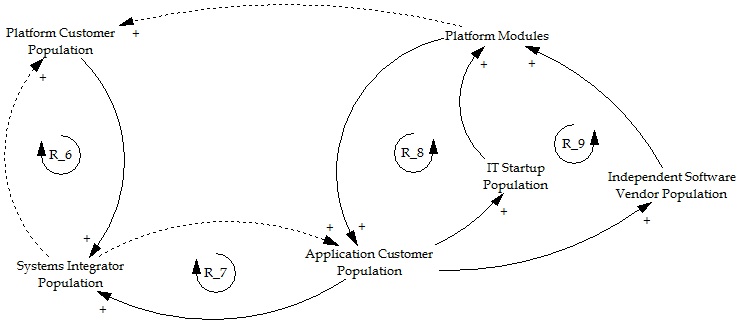 Platform Customer
Population
+
Platform Modules
+
+
+
R_6
R_8
R_9
IT Startup
Population
Independent Software
Vendor Population
+
+
+
+
+
Systems Integrator
Population
R_7
Application Customer
Population
+